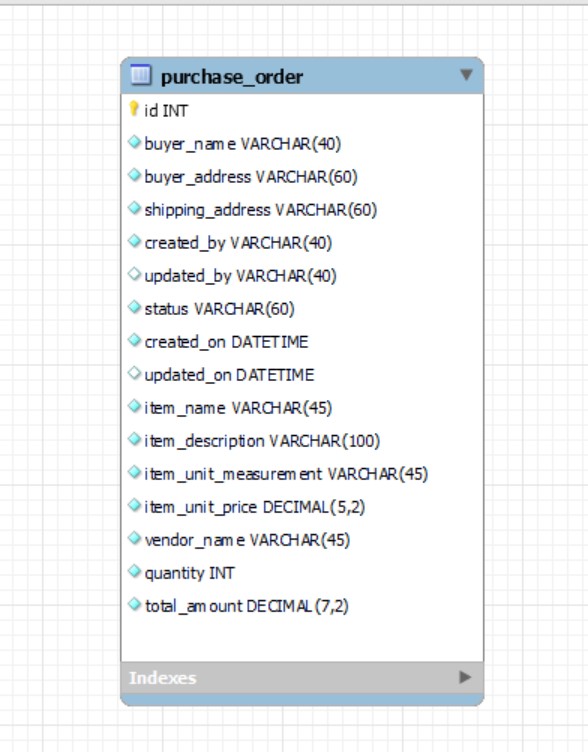 purchase_order
id INT
buyer_name VARCHAR(40)
buyer_address VARCHAR(60)
shipping_address VARCHAR(60)
created_by VARCHAR(40)
updated_by VARCHAR(40)
status VARCHAR(60)
created_on DATETIME
updated_on DATETIME
item_name VARCHAR(45)
item_description VARCHAR(100)
item_unit_measurement VARCHAR(45)
item_unit_price DECIMAL(5,2)
vendor_name VARCHAR(45)
quantity INT
total_amount DECIMAL(7,2)
Indexes